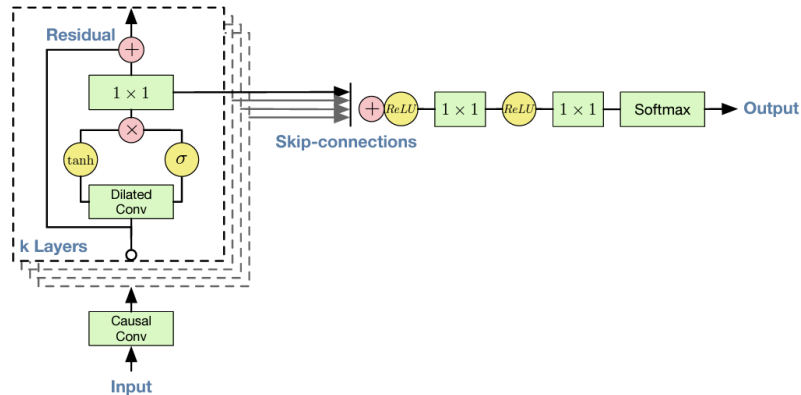 Residual
+
1 × 1
×
tanh
σ
Dilated
Conv
k Layers
Causal
Conv
Input
Skip-connections
+
ReLU
1 × 1
ReLU
1 × 1
Softmax
Output